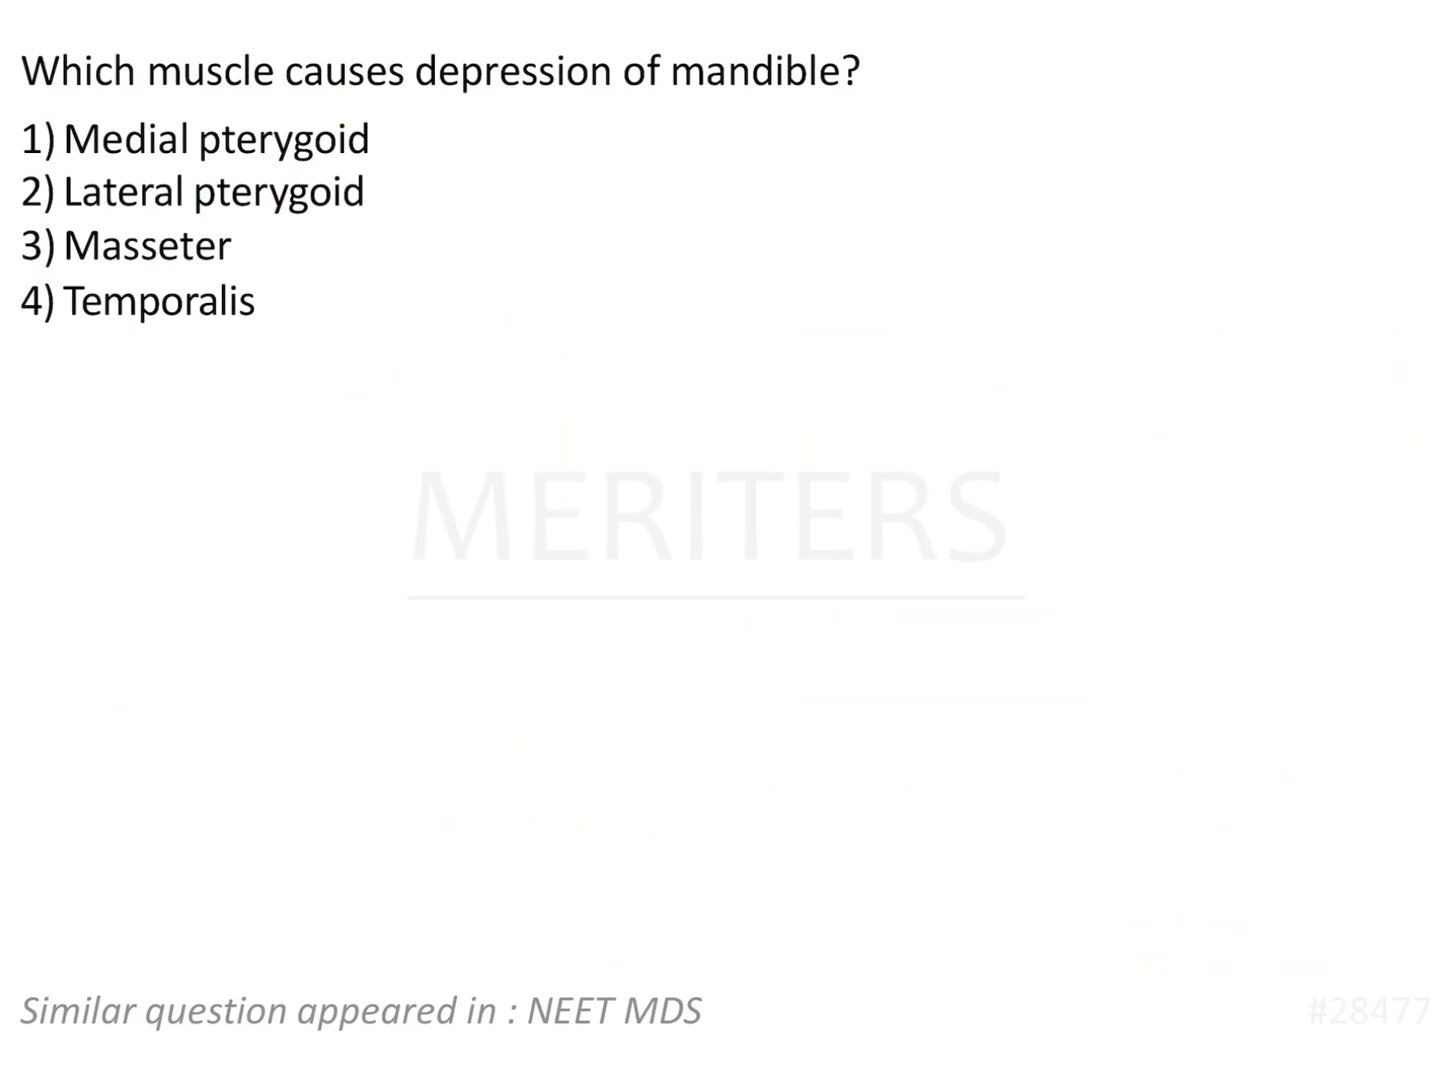 Which muscle causes depression of mandible?
1) Medial pterygoid
2) Lateral pterygoid
3) Masseter
4) Temporalis
MERITERS
Similar question appeared in : NEET MDS
#28477